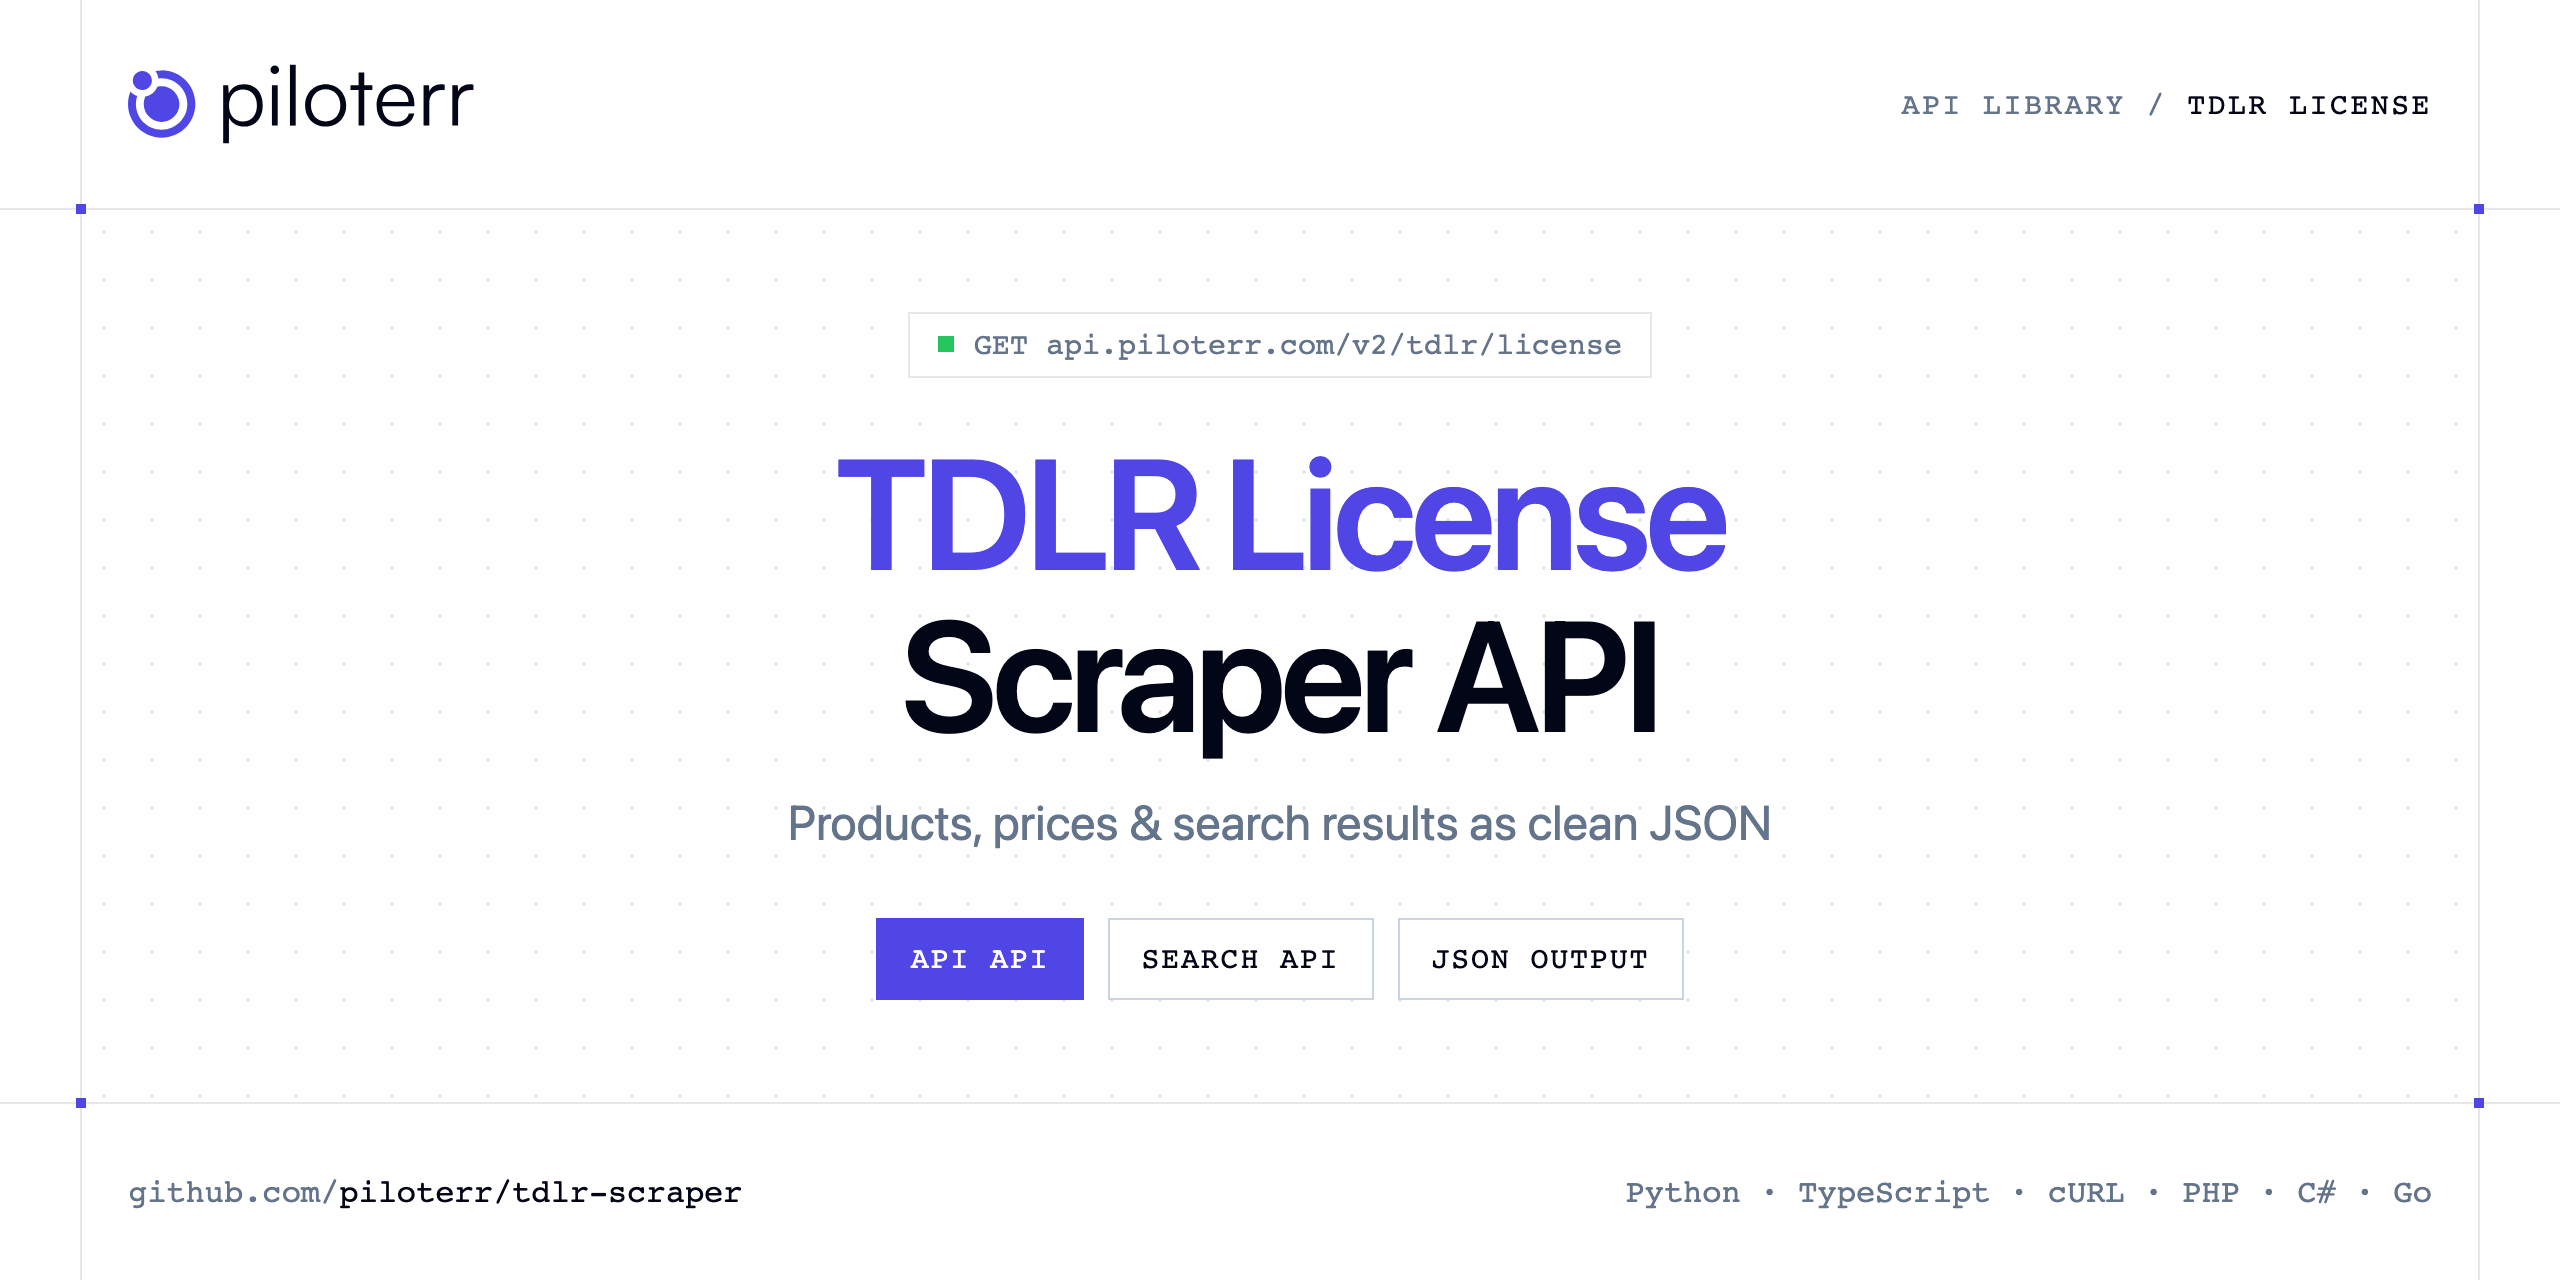 piloterr
API LIBRARY / TDLR LICENSE
GET api.piloterr.com/v2/tdlr/license
TDLR License
Scraper API
Products, prices & search results as clean JSON
API API
SEARCH API
JSON OUTPUT
github.com/piloterr/tdlr-scraper
Python · TypeScript · cURL · PHP · C# · Go